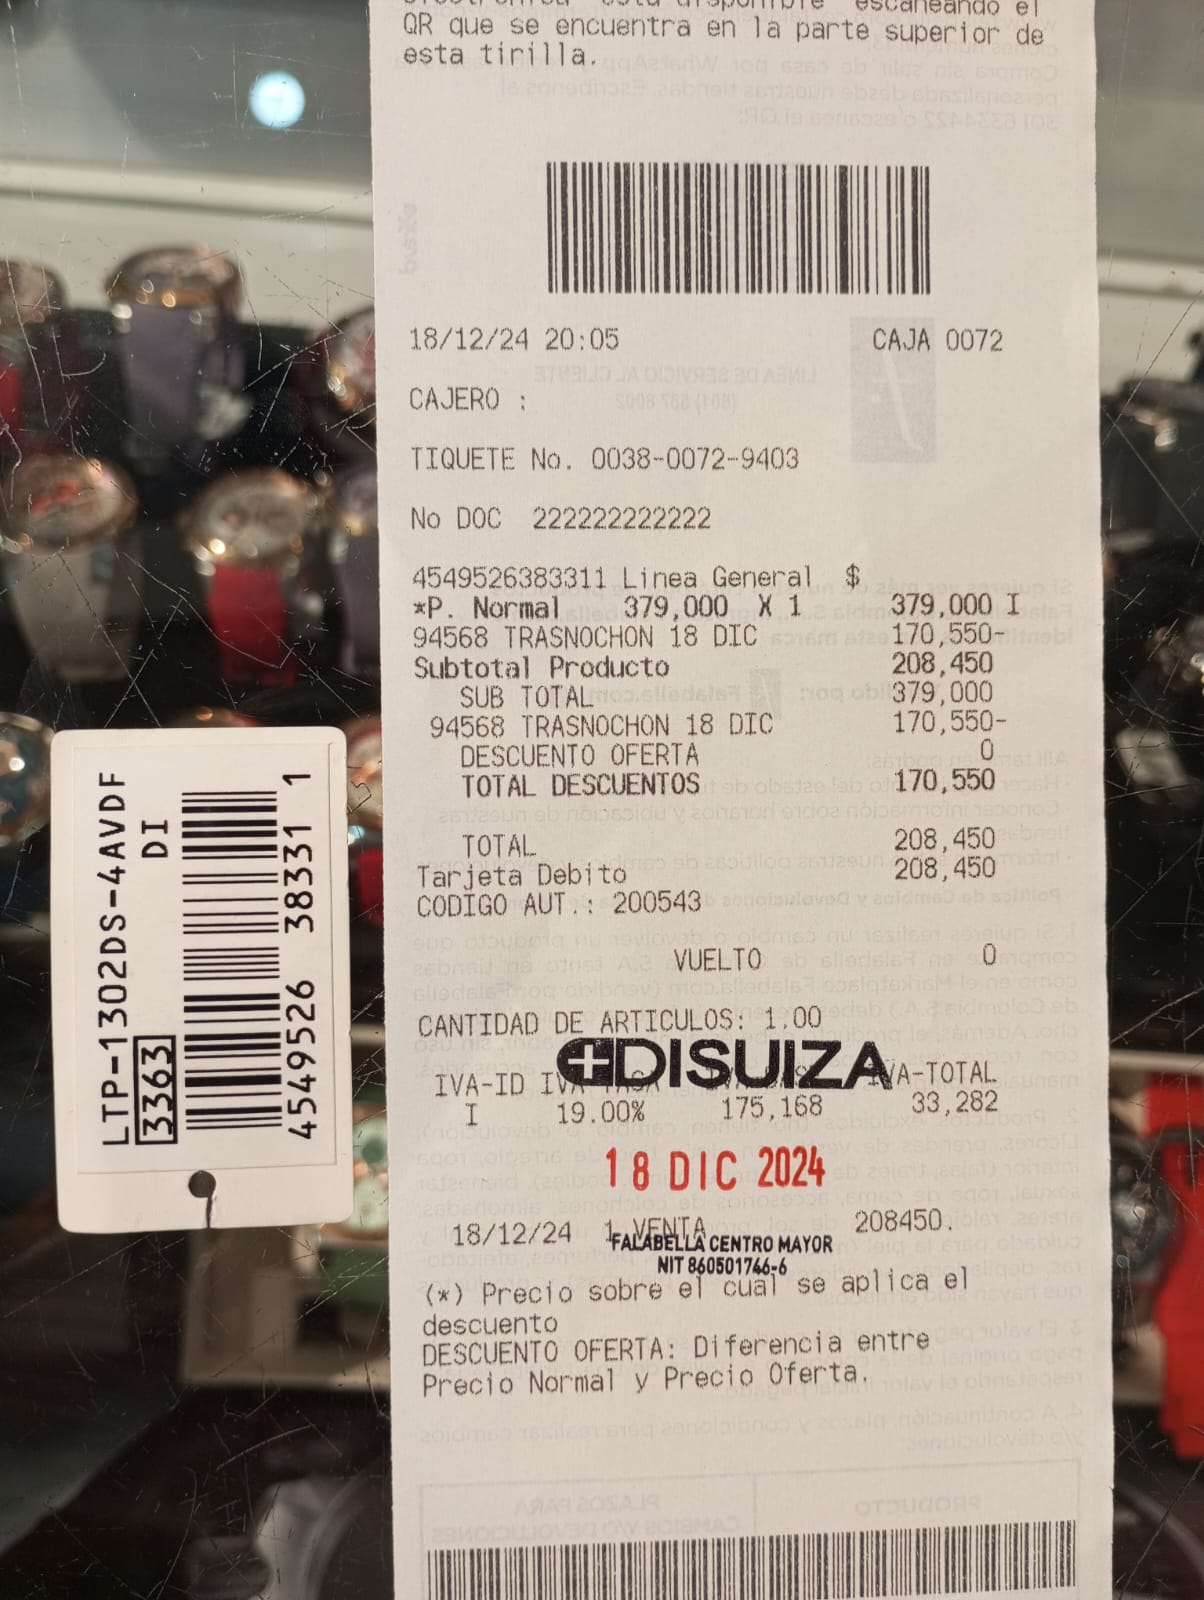 QR que se encuentra en la parte superior de
esta tirilla.
18/12/24 20:05 CAJA 0072
CAJERO :
TIQUETE No. 0038-0072-9403
No DOC 222222222222
4549526383311 Linea General $
*P. Normal 379,000 X 1 379,000 I
94568 TRASNOCHON 18 DIC 170,550-
Subtotal Producto 208,450
SUB TOTAL 379,000
94568 TRASNOCHON 18 DIC 170,550-
DESCUENTO OFERTA 0
TOTAL DESCUENTOS 170,550
TOTAL 208,450
Tarjeta Debito 208,450
CODIGO AUT.: 200543
VUELTO 0
CANTIDAD DE ARTICULOS: 1.00
DISUIZA
IVA-ID IVA-TOTAL
I 19.00% 175,168 33,282
18 DIC 2024
18/12/24 1 VENTA 208450.
FALABELLA CENTRO MAYOR
NIT 860501746-6
(*) Precio sobre el cual se aplica el
descuento
DESCUENTO OFERTA: Diferencia entre
Precio Normal y Precio Oferta.
LTP-1302DS-4AVDF
3363 DI
4549526 38331 1